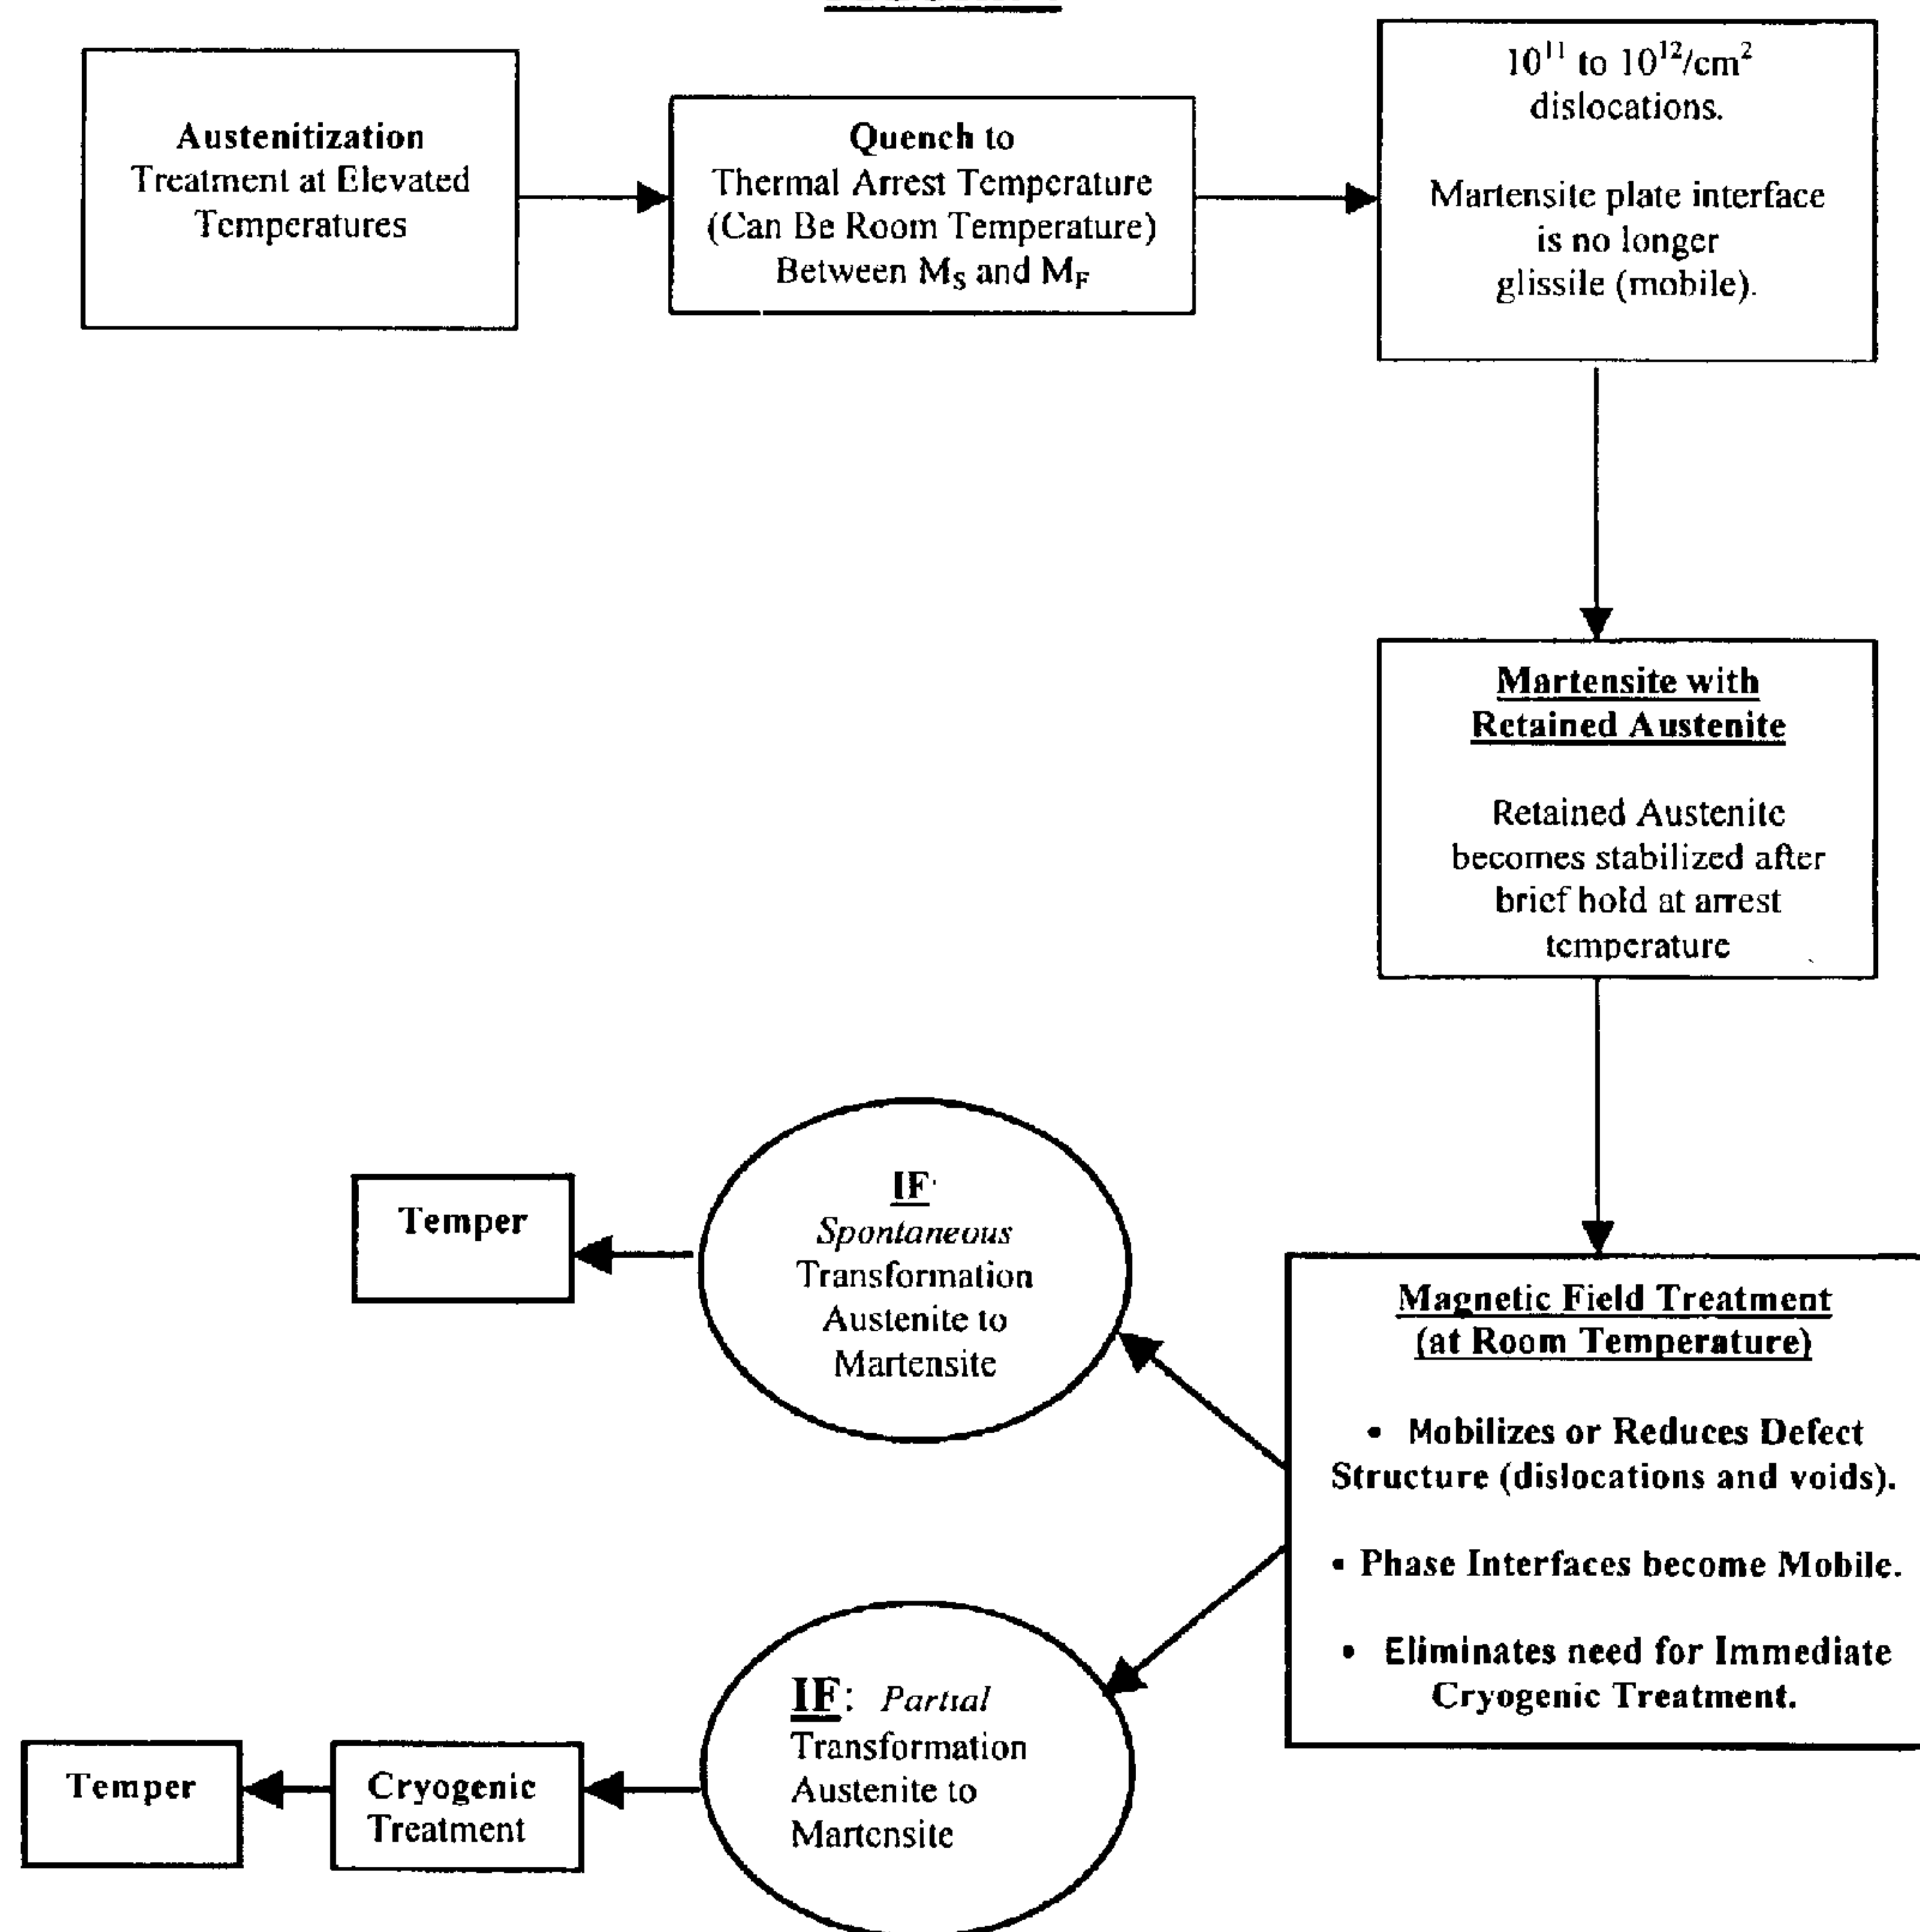 Austenitization
Treatment at Elevated
Temperatures
Quench to
Thermal Arrest Temperature
(Can Be Room Temperature)
Between M_S and M_F
10^11 to 10^12/cm^2
dislocations.
Martensite plate interface
is no longer
glissile (mobile).
Martensite with
Retained Austenite
Retained Austenite
becomes stabilized after
brief hold at arrest
temperature
Magnetic Field Treatment
(at Room Temperature)
• Mobilizes or Reduces Defect
Structure (dislocations and voids).
• Phase Interfaces become Mobile.
• Eliminates need for Immediate
Cryogenic Treatment.
IF:
Spontaneous
Transformation
Austenite to
Martensite
Temper
IF: Partial
Transformation
Austenite to
Martensite
Cryogenic
Treatment
Temper